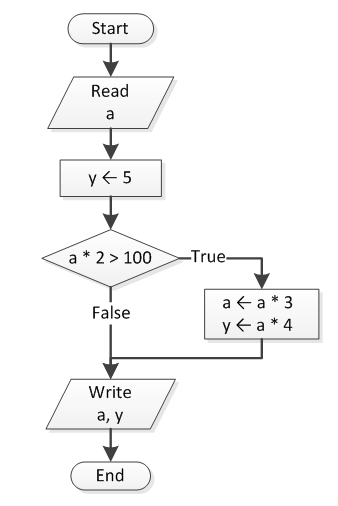 Start
Read
a
y ← 5
a * 2 > 100
True
a ← a * 3
y ← a * 4
False
Write
a, y
End